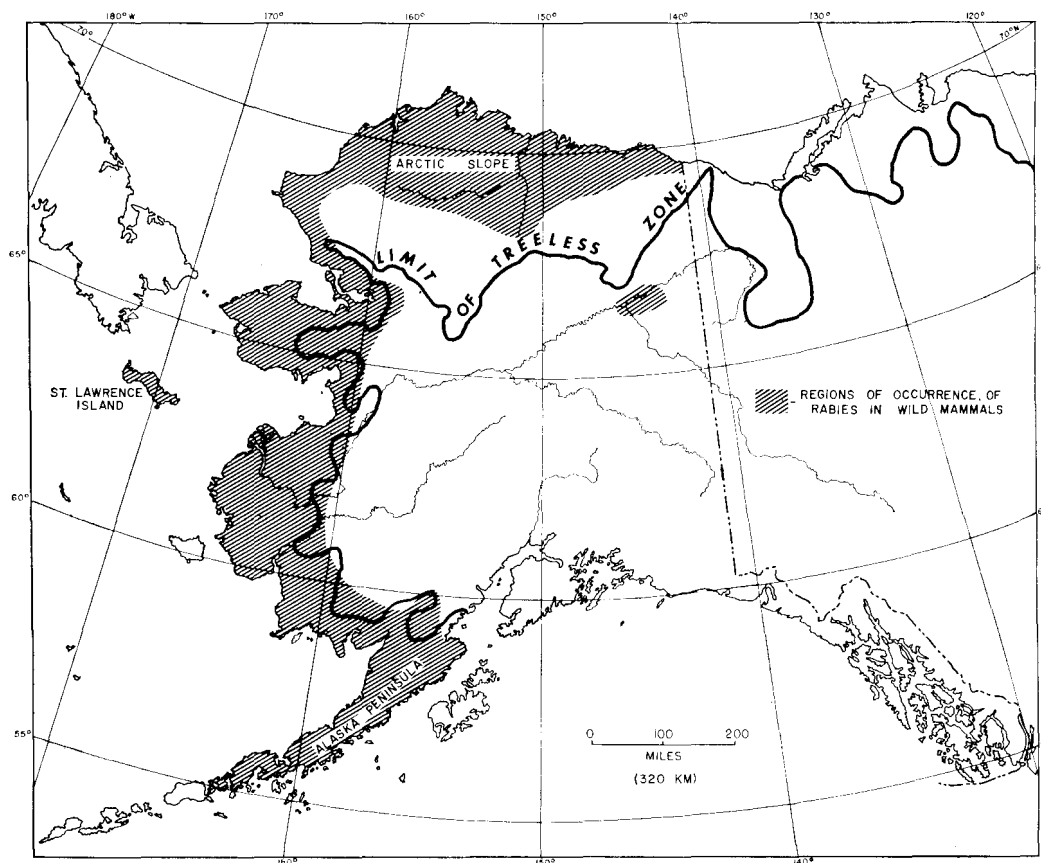 180° W
170°
160°
150°
140°
130°
120°
70°
70° N
ARCTIC SLOPE
LIMIT OF TREELESS ZONE
65°
ST. LAWRENCE
ISLAND
- REGIONS OF OCCURRENCE, OF
RABIES IN WILD MAMMALS
60°
ALASKA PENINSULA
0 100 200
MILES
(320 KM)
55°
160°
150°
140°